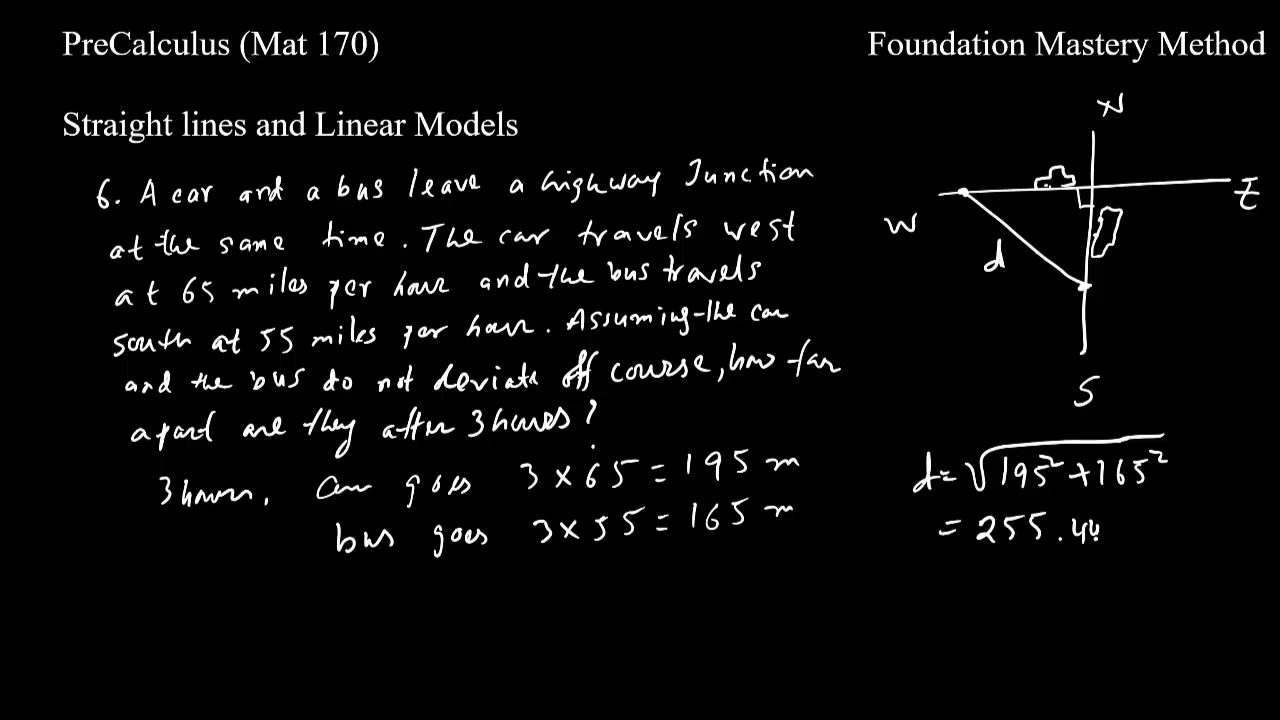 PreCalculus (Mat 170)
Foundation Mastery Method
Straight lines and Linear Models
6. A car and a bus leave a highway Junction
at the same time. The car travels west
at 65 miles per hour and the bus travels
south at 55 miles per hour. Assuming the car
and the bus do not deviate off course, how far
apart are they after 3 hours?
3 hours, car goes 3 × 65 = 195 m
bus goes 3 × 55 = 165 m
N
E
W
d
S
d = √195² + 165²
= 255.44